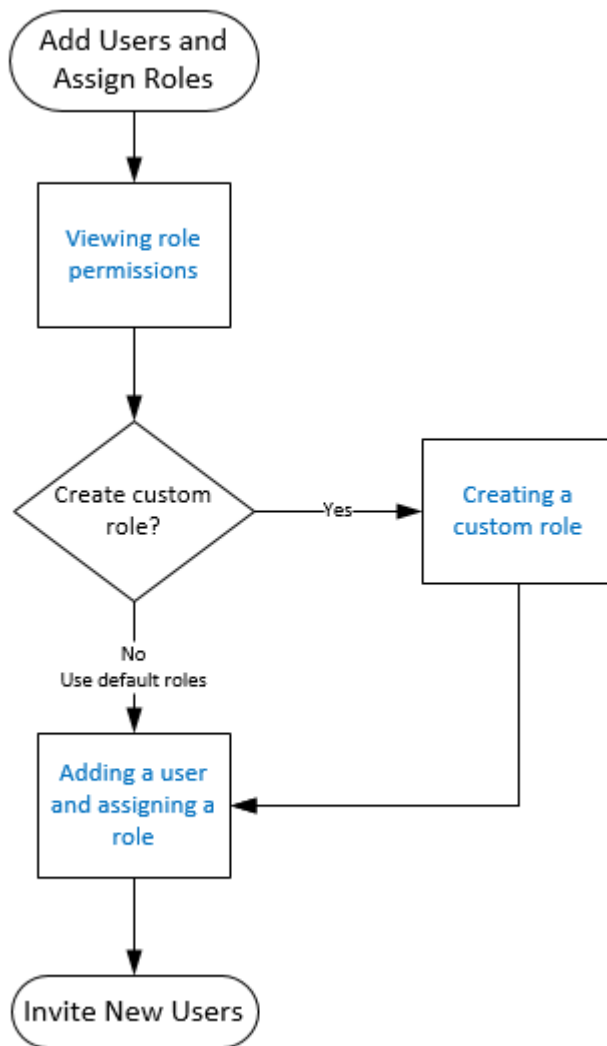 Add Users and
Assign Roles
Viewing role
permissions
Create custom
role?
Yes
Creating a
custom role
No
Use default roles
Adding a user
and assigning a
role
Invite New Users